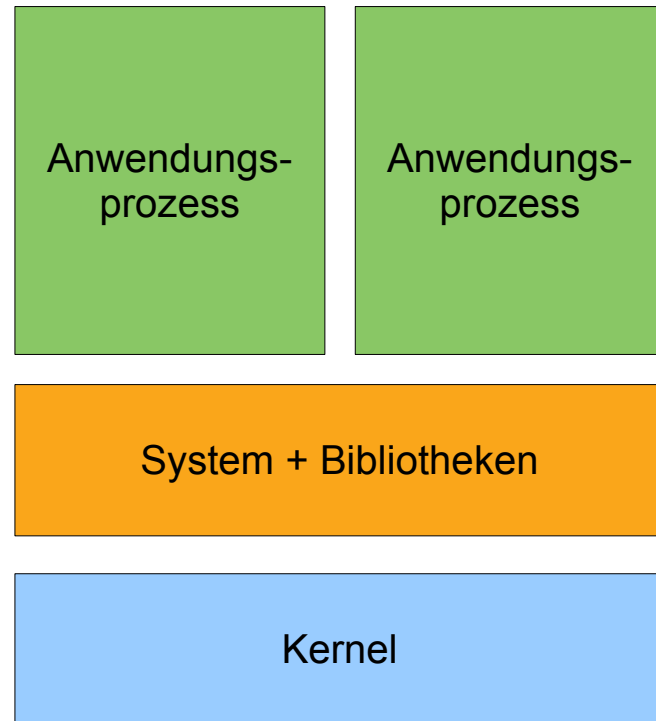 Anwendungs-
prozess
Anwendungs-
prozess
System + Bibliotheken
Kernel